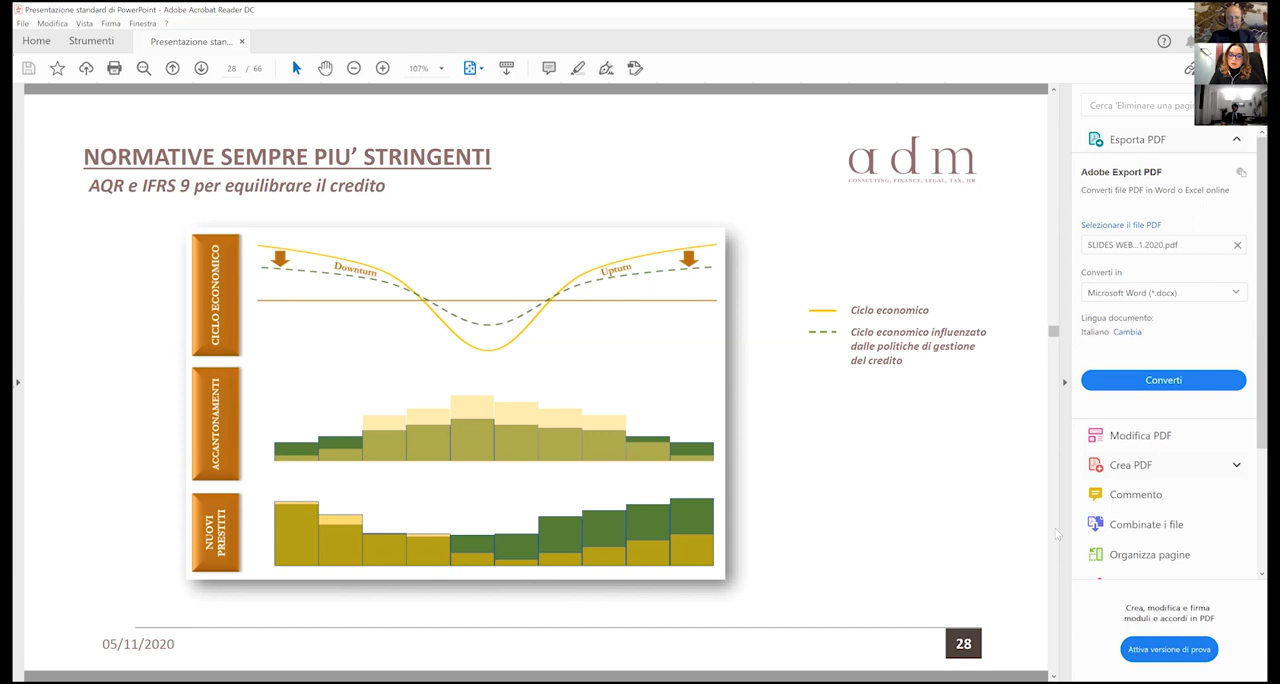 Presentazione standard di PowerPoint - Adobe Acrobat Reader DC
File Modifica Vista Firma Finestra ?
Home Strumenti Presentazione stan... ×
28 / 66 107%
NORMATIVE SEMPRE PIU’ STRINGENTI
AQR e IFRS 9 per equilibrare il credito
adm
CONSULTING, FINANCE, LEGAL, TAX, HR
CICLO ECONOMICO
Downturn
Upturn
ACCANTONAMENTI
NUOVI
PRESTITI
Ciclo economico
Ciclo economico influenzato
dalle politiche di gestione
del credito
05/11/2020
28
Cerca 'Eliminare una pagin
Esporta PDF
Adobe Export PDF
Converti file PDF in Word o Excel online
Selezionare il file PDF
SLIDES WEB...1.2020.pdf
Converti in
Microsoft Word (*.docx)
Lingua documento:
Italiano Cambia
Converti
Modifica PDF
Crea PDF
Commento
Combinate i file
Organizza pagine
Crea, modifica e firma
moduli e accordi in PDF
Attiva versione di prova